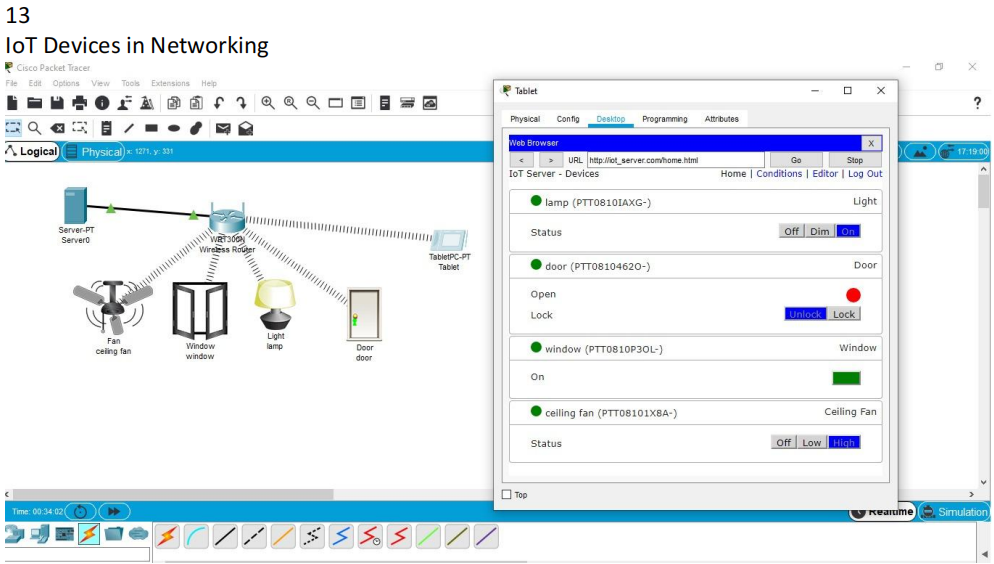 13
IoT Devices in Networking
Cisco Packet Tracer
File Edit Options View Tools Extensions Help
Logical Physical x: 1271, y: 331
17:19:00
Server-PT
Server0
WRT300N
Wireless Router
TabletPC-PT
Tablet
Fan
ceiling fan
Window
window
Light
lamp
Door
door
Tablet
Physical Config Desktop Programming Attributes
Web Browser X
< > URL http://iot_server.com/home.html Go Stop
IoT Server - Devices Home | Conditions | Editor | Log Out
lamp (PTT0810IAXG-) Light
Status Off Dim On
door (PTT0810462O-) Door
Open
Lock Unlock Lock
window (PTT0810P3OL-) Window
On
ceiling fan (PTT08101X8A-) Ceiling Fan
Status Off Low High
Top
Time: 00:34:02 Realtime Simulation